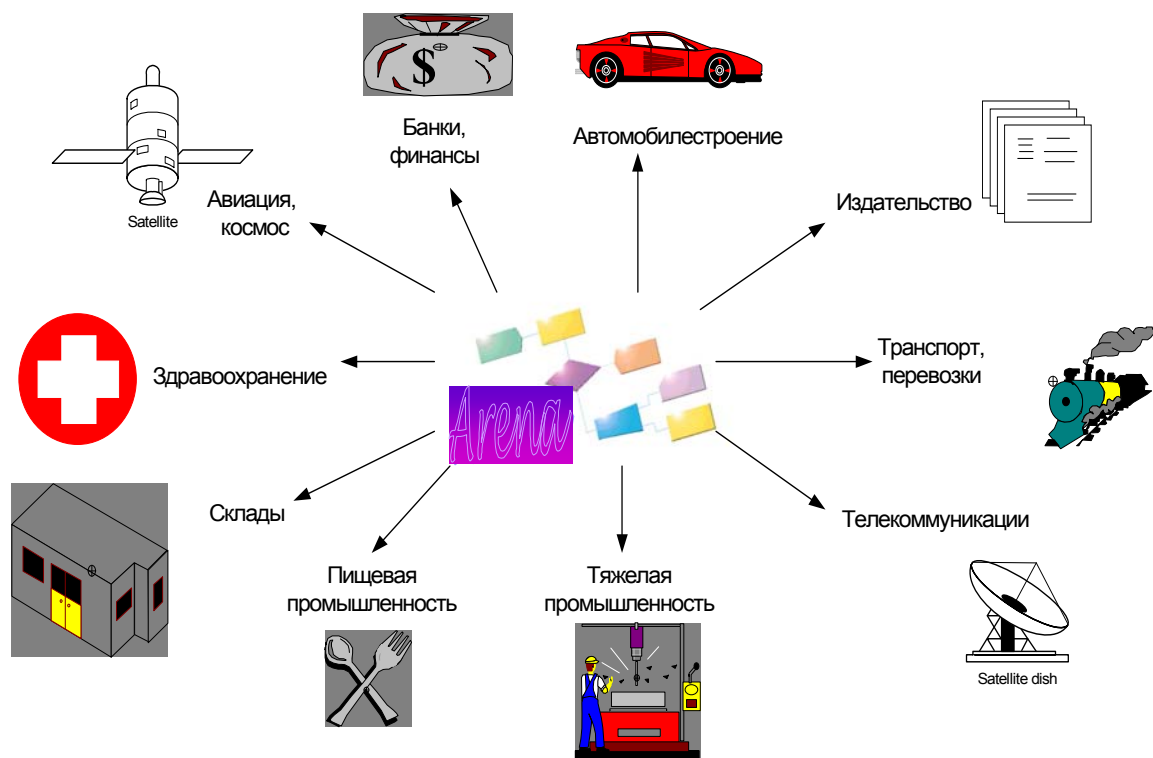 $
Банки,
финансы
Автомобилестроение
Издательство
Авиация,
космос
Satellite
Здравоохранение
Транспорт,
перевозки
Arena
Склады
Телекоммуникации
Пищевая
промышленность
Тяжелая
промышленность
Satellite dish